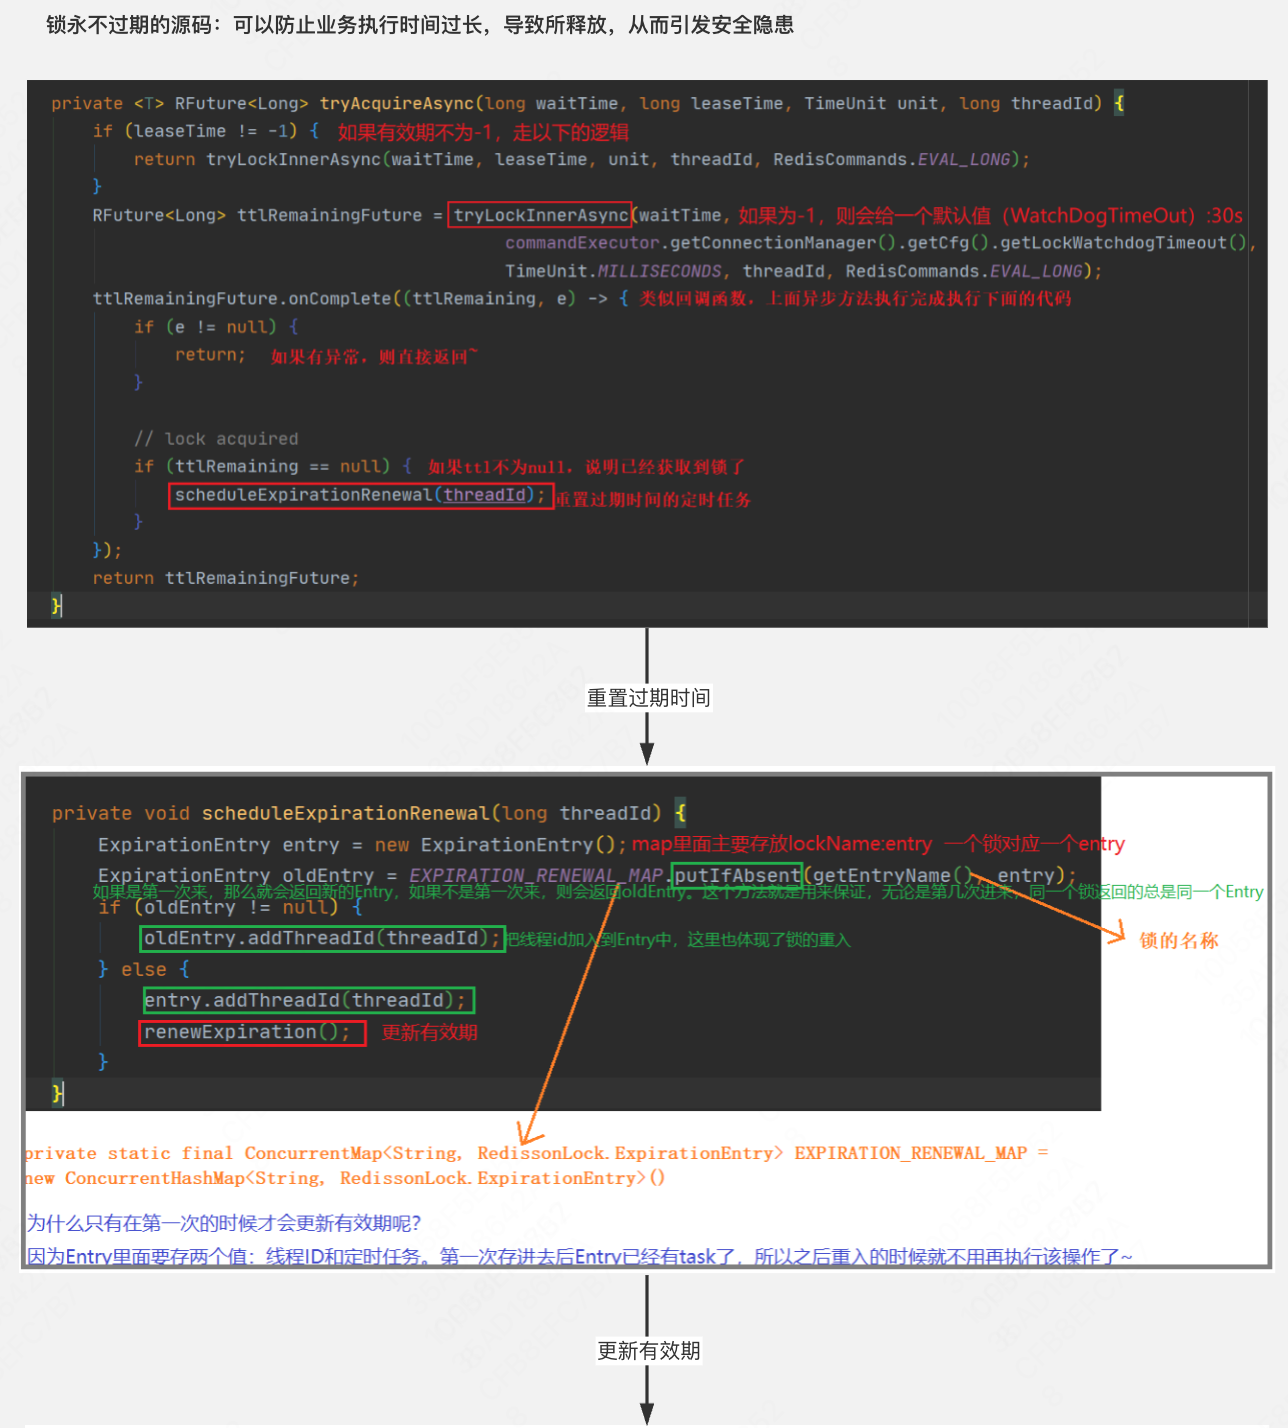 锁永不过期的源码：可以防止业务执行时间过长，导致所释放，从而引发安全隐患
private <T> RFuture<Long> tryAcquireAsync(long waitTime, long leaseTime, TimeUnit unit, long threadId) {
if (leaseTime != -1) { 如果有效期不为-1，走以下的逻辑
return tryLockInnerAsync(waitTime, leaseTime, unit, threadId, RedisCommands.EVAL_LONG);
}
RFuture<Long> ttlRemainingFuture = tryLockInnerAsync(waitTime, 如果为-1，则会给一个默认值（WatchDogTimeOut）:30s
commandExecutor.getConnectionManager().getCfg().getLockWatchdogTimeout(),
TimeUnit.MILLISECONDS, threadId, RedisCommands.EVAL_LONG);
ttlRemainingFuture.onComplete((ttlRemaining, e) -> { 类似回调函数，上面异步方法执行完成执行下面的代码
if (e != null) {
return; 如果有异常，则直接返回~
}
// lock acquired
if (ttlRemaining == null) { 如果ttl不为null，说明已经获取到锁了
scheduleExpirationRenewal(threadId); 重置过期时间的定时任务
}
});
return ttlRemainingFuture;
}
重置过期时间
private void scheduleExpirationRenewal(long threadId) {
ExpirationEntry entry = new ExpirationEntry(); map里面主要存放lockName:entry 一个锁对应一个entry
ExpirationEntry oldEntry = EXPIRATION_RENEWAL_MAP.putIfAbsent(getEntryName(), entry);
如果是第一次来，那么就会返回新的Entry，如果不是第一次来，则会返回oldEntry。这个方法就是用来保证，无论是第几次进来，同一个锁返回的总是同一个Entry
if (oldEntry != null) {
oldEntry.addThreadId(threadId); 把线程id加入到Entry中，这里也体现了锁的重入
锁的名称
} else {
entry.addThreadId(threadId);
renewExpiration(); 更新有效期
}
}
private static final ConcurrentMap<String, RedissonLock.ExpirationEntry> EXPIRATION_RENEWAL_MAP =
new ConcurrentHashMap<String, RedissonLock.ExpirationEntry>()
为什么只有在第一次的时候才会更新有效期呢？
因为Entry里面要存两个值：线程ID和定时任务。第一次存进去后Entry已经有task了，所以之后重入的时候就不用再执行该操作了~
更新有效期